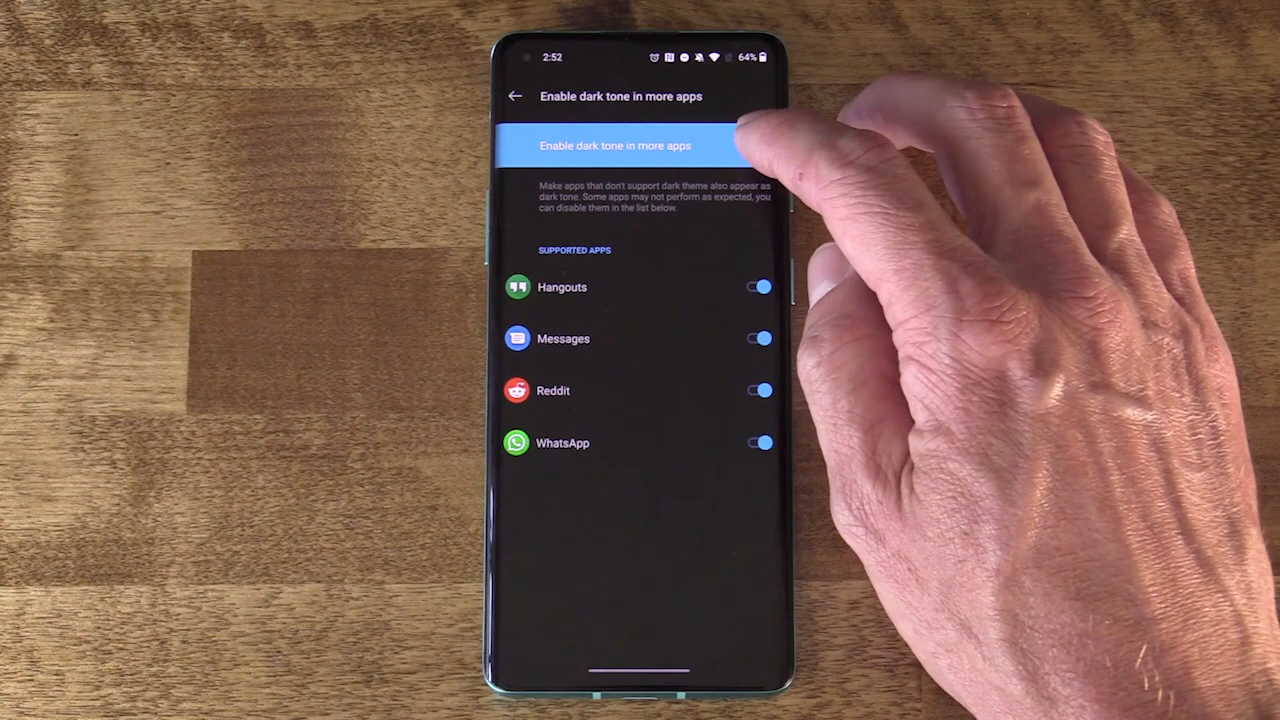 2:52 64%
Enable dark tone in more apps
Enable dark tone in more apps
Make apps that don't support dark theme also appear as
dark tone. Some apps may not perform as expected, you
can disable them in the list below.
SUPPORTED APPS
Hangouts
Messages
Reddit
WhatsApp